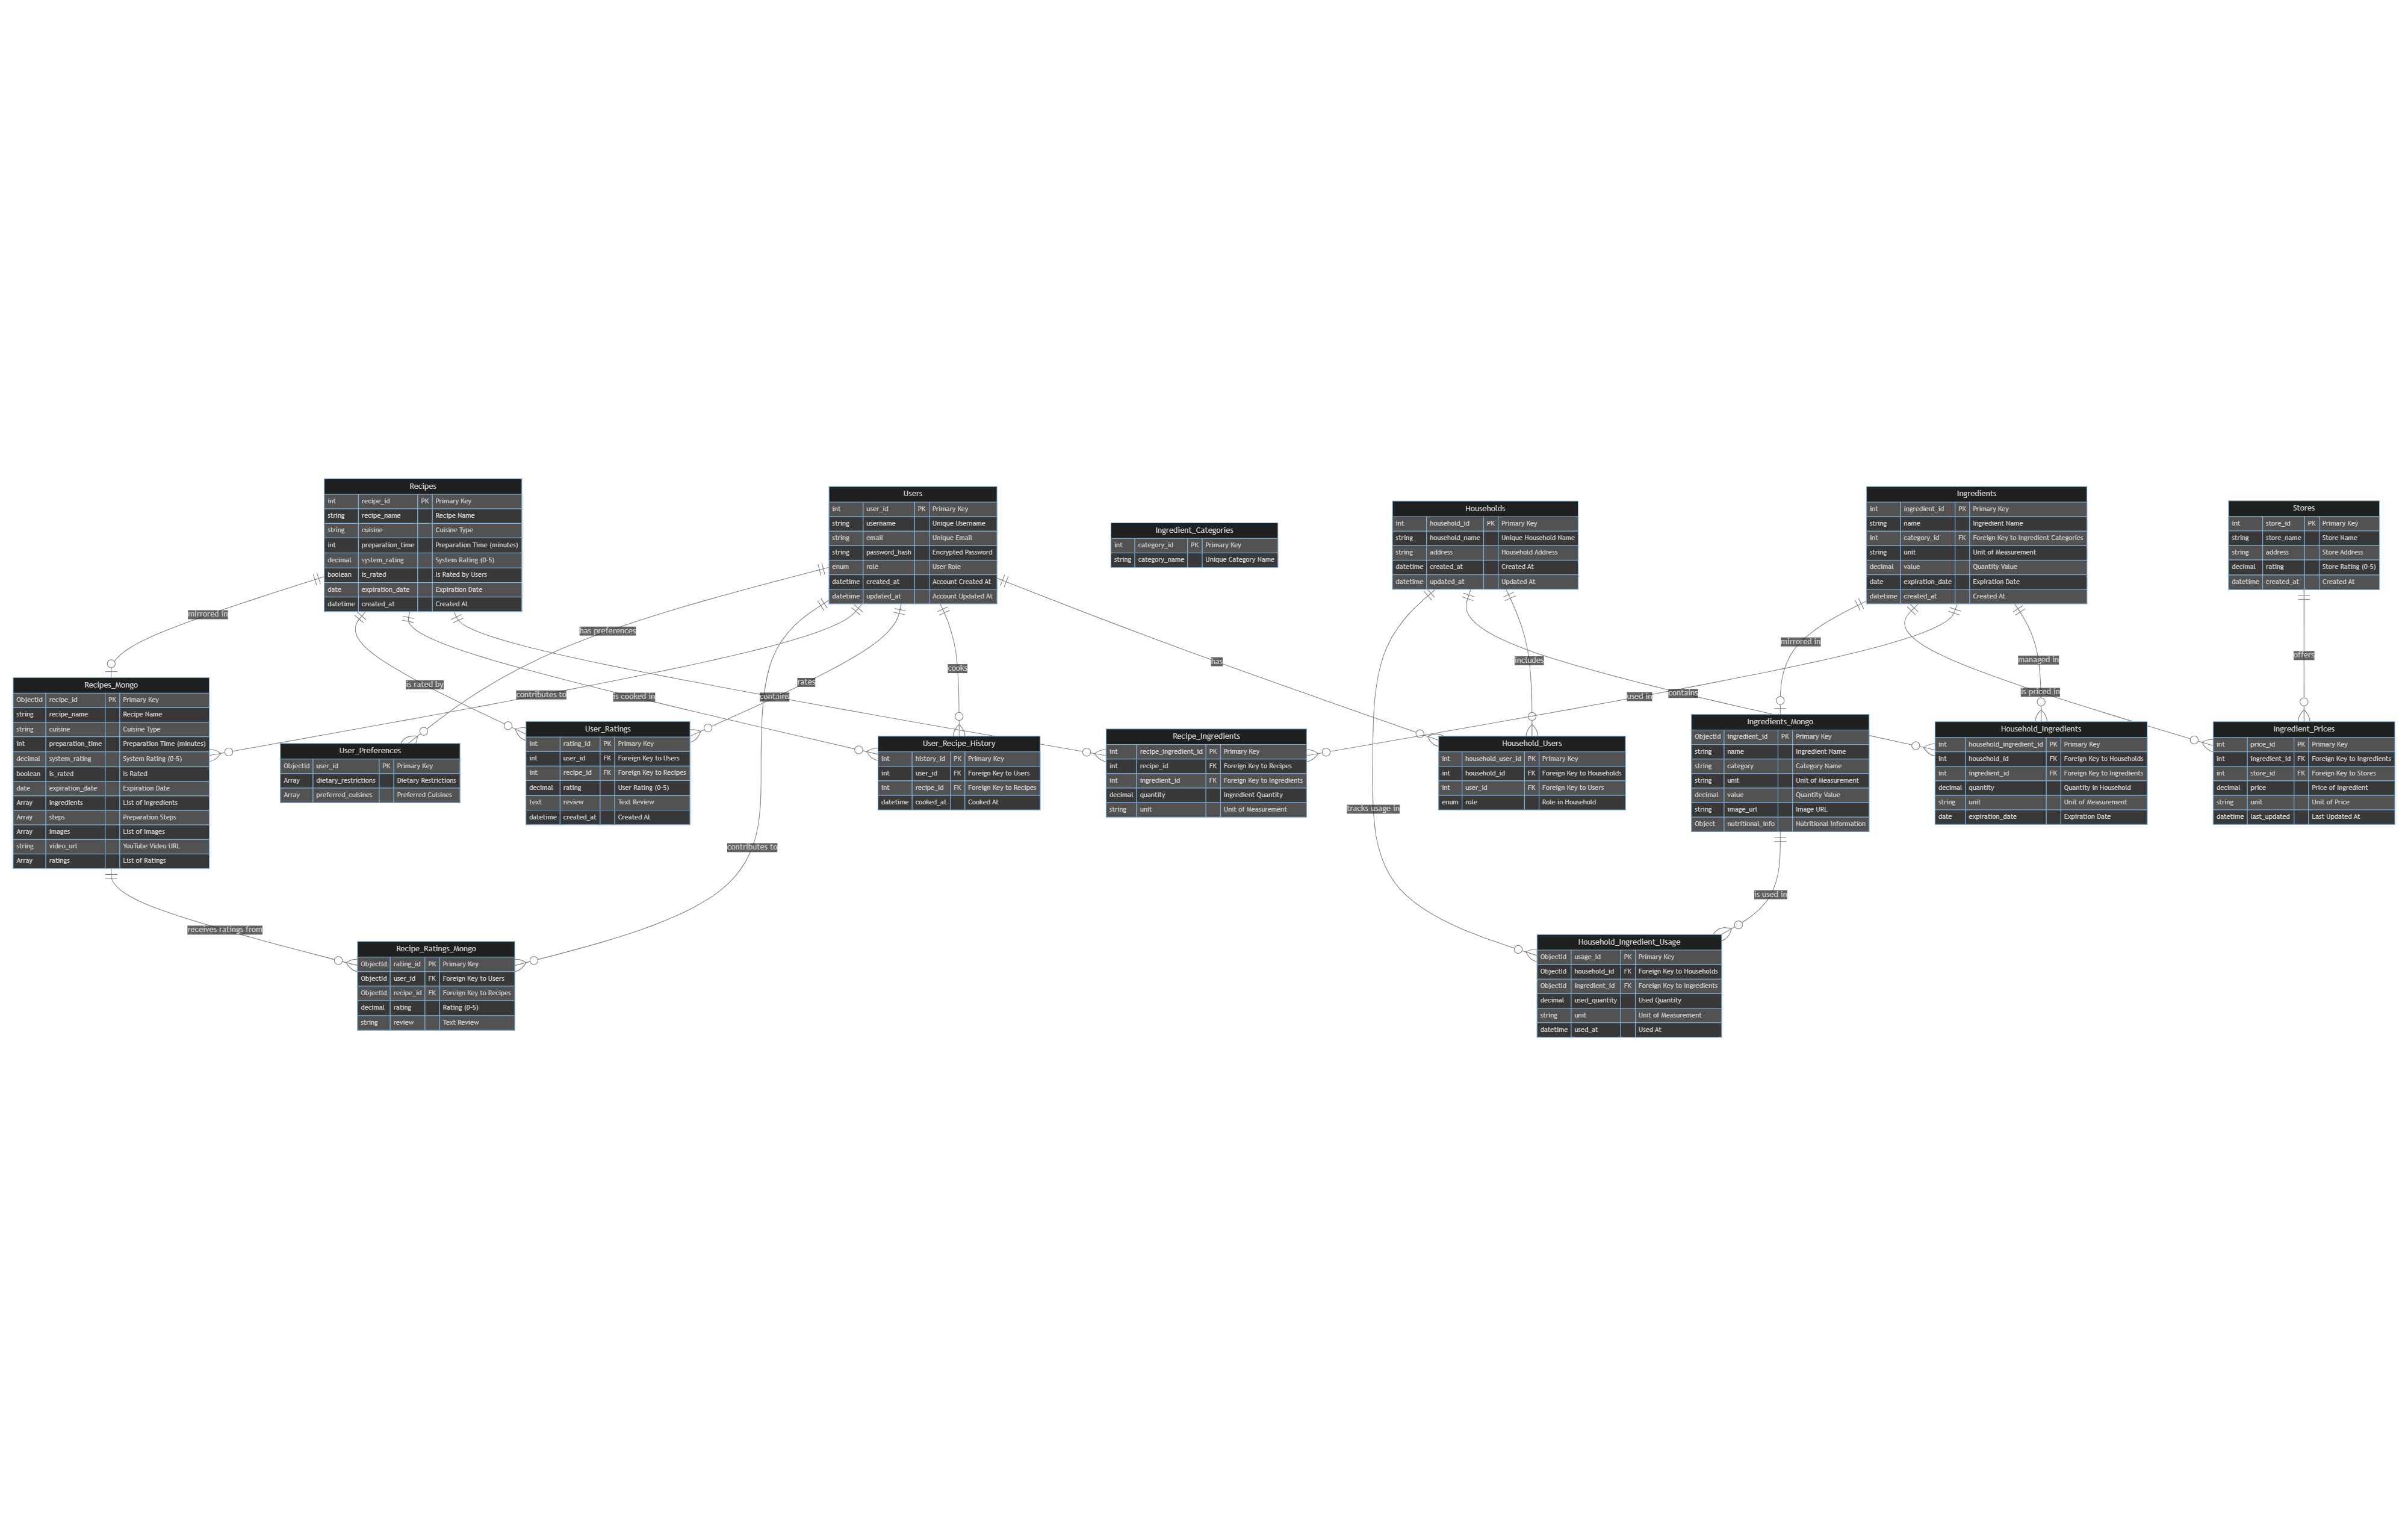 Recipes
int recipe_id PK Primary Key
string recipe_name Recipe Name
string cuisine Cuisine Type
int preparation_time Preparation Time (minutes)
decimal system_rating System Rating (0-5)
boolean is_rated Is Rated by Users
date expiration_date Expiration Date
datetime created_at Created At
Users
int user_id PK Primary Key
string username Unique Username
string email Unique Email
string password_hash Encrypted Password
enum role User Role
datetime created_at Account Created At
datetime updated_at Account Updated At
Ingredient_Categories
int category_id PK Primary Key
string category_name Unique Category Name
Households
int household_id PK Primary Key
string household_name Unique Household Name
string address Household Address
datetime created_at Created At
datetime updated_at Updated At
Ingredients
int ingredient_id PK Primary Key
string name Ingredient Name
int category_id FK Foreign Key to Ingredient Categories
string unit Unit of Measurement
decimal value Quantity Value
date expiration_date Expiration Date
datetime created_at Created At
Stores
int store_id PK Primary Key
string store_name Store Name
string address Store Address
decimal rating Store Rating (0-5)
datetime created_at Created At
mirrored in
has preferences
is rated by
contributes to
is cooked in
rates
contains
cooks
has
includes
used in
contains
mirrored in
managed in
is priced in
offers
Recipes_Mongo
ObjectId recipe_id PK Primary Key
string recipe_name Recipe Name
string cuisine Cuisine Type
int preparation_time Preparation Time (minutes)
decimal system_rating System Rating (0-5)
boolean is_rated Is Rated
date expiration_date Expiration Date
Array ingredients List of Ingredients
Array steps Preparation Steps
Array images List of Images
string video_url YouTube Video URL
Array ratings List of Ratings
User_Preferences
ObjectId user_id PK Primary Key
Array dietary_restrictions Dietary Restrictions
Array preferred_cuisines Preferred Cuisines
User_Ratings
int rating_id PK Primary Key
int user_id FK Foreign Key to Users
int recipe_id FK Foreign Key to Recipes
decimal rating User Rating (0-5)
text review Text Review
datetime created_at Created At
User_Recipe_History
int history_id PK Primary Key
int user_id FK Foreign Key to Users
int recipe_id FK Foreign Key to Recipes
datetime cooked_at Cooked At
Recipe_Ingredients
int recipe_ingredient_id PK Primary Key
int recipe_id FK Foreign Key to Recipes
int ingredient_id FK Foreign Key to Ingredients
decimal quantity Ingredient Quantity
string unit Unit of Measurement
Household_Users
int household_user_id PK Primary Key
int household_id FK Foreign Key to Households
int user_id FK Foreign Key to Users
enum role Role in Household
Ingredients_Mongo
ObjectId ingredient_id PK Primary Key
string name Ingredient Name
string category Category Name
string unit Unit of Measurement
decimal value Quantity Value
string image_url Image URL
Object nutritional_info Nutritional Information
Household_Ingredients
int household_ingredient_id PK Primary Key
int household_id FK Foreign Key to Households
int ingredient_id FK Foreign Key to Ingredients
decimal quantity Quantity in Household
string unit Unit of Measurement
date expiration_date Expiration Date
Ingredient_Prices
int price_id PK Primary Key
int ingredient_id FK Foreign Key to Ingredients
int store_id FK Foreign Key to Stores
decimal price Price of Ingredient
string unit Unit of Price
datetime last_updated Last Updated At
tracks usage in
contributes to
is used in
receives ratings from
Recipe_Ratings_Mongo
ObjectId rating_id PK Primary Key
ObjectId user_id FK Foreign Key to Users
ObjectId recipe_id FK Foreign Key to Recipes
decimal rating Rating (0-5)
string review Text Review
Household_Ingredient_Usage
ObjectId usage_id PK Primary Key
ObjectId household_id FK Foreign Key to Households
ObjectId ingredient_id FK Foreign Key to Ingredients
decimal used_quantity Used Quantity
string unit Unit of Measurement
datetime used_at Used At